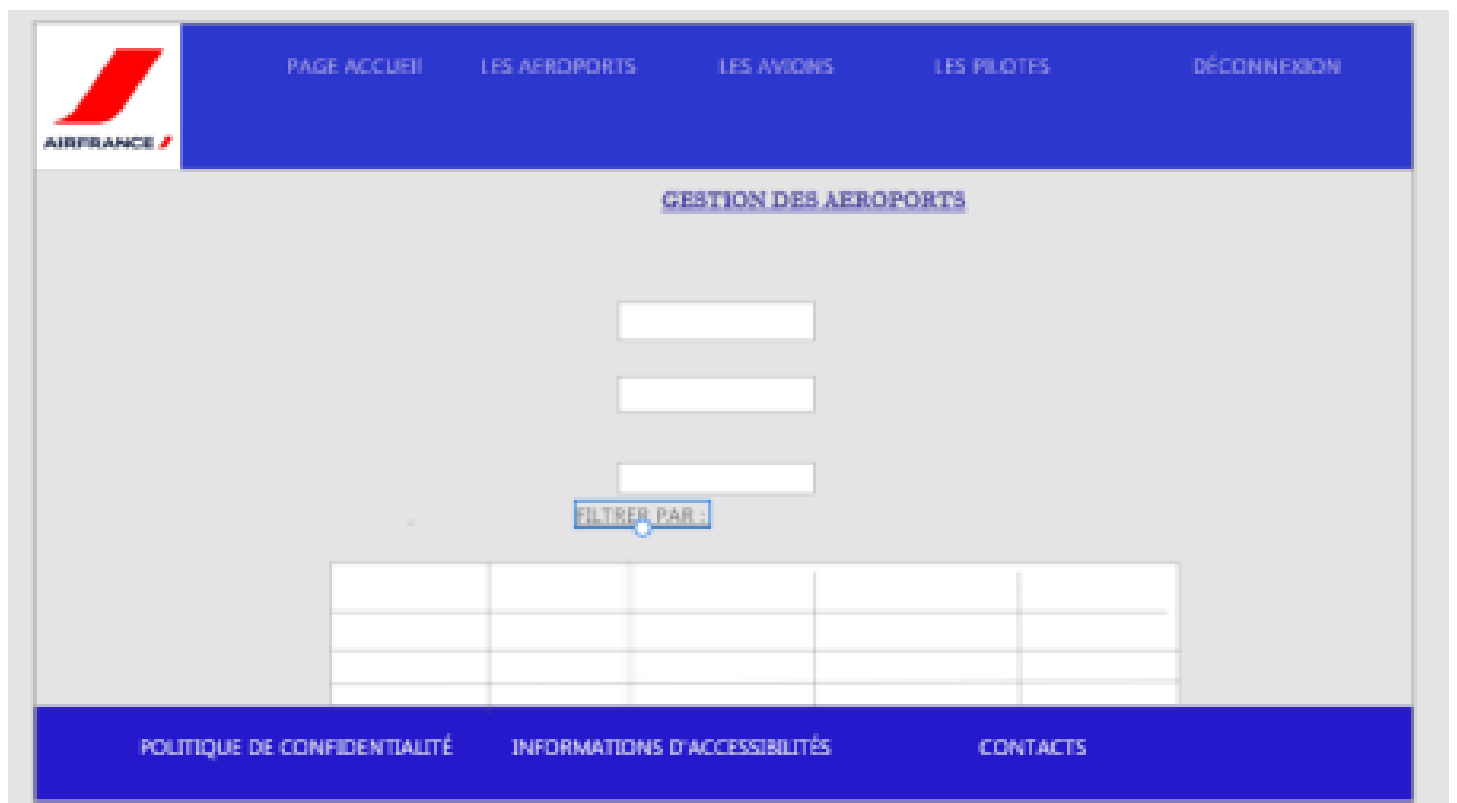 PAGE ACCUEIl LES AEROPORTS LES AVIONS LES PILOTES DÉCONNEXION
AIRFRANCE
GESTION DES AEROPORTS
FILTRER PAR :
POLITIQUE DE CONFIDENTIALITÉ INFORMATIONS D'ACCESSIBILITÉS CONTACTS